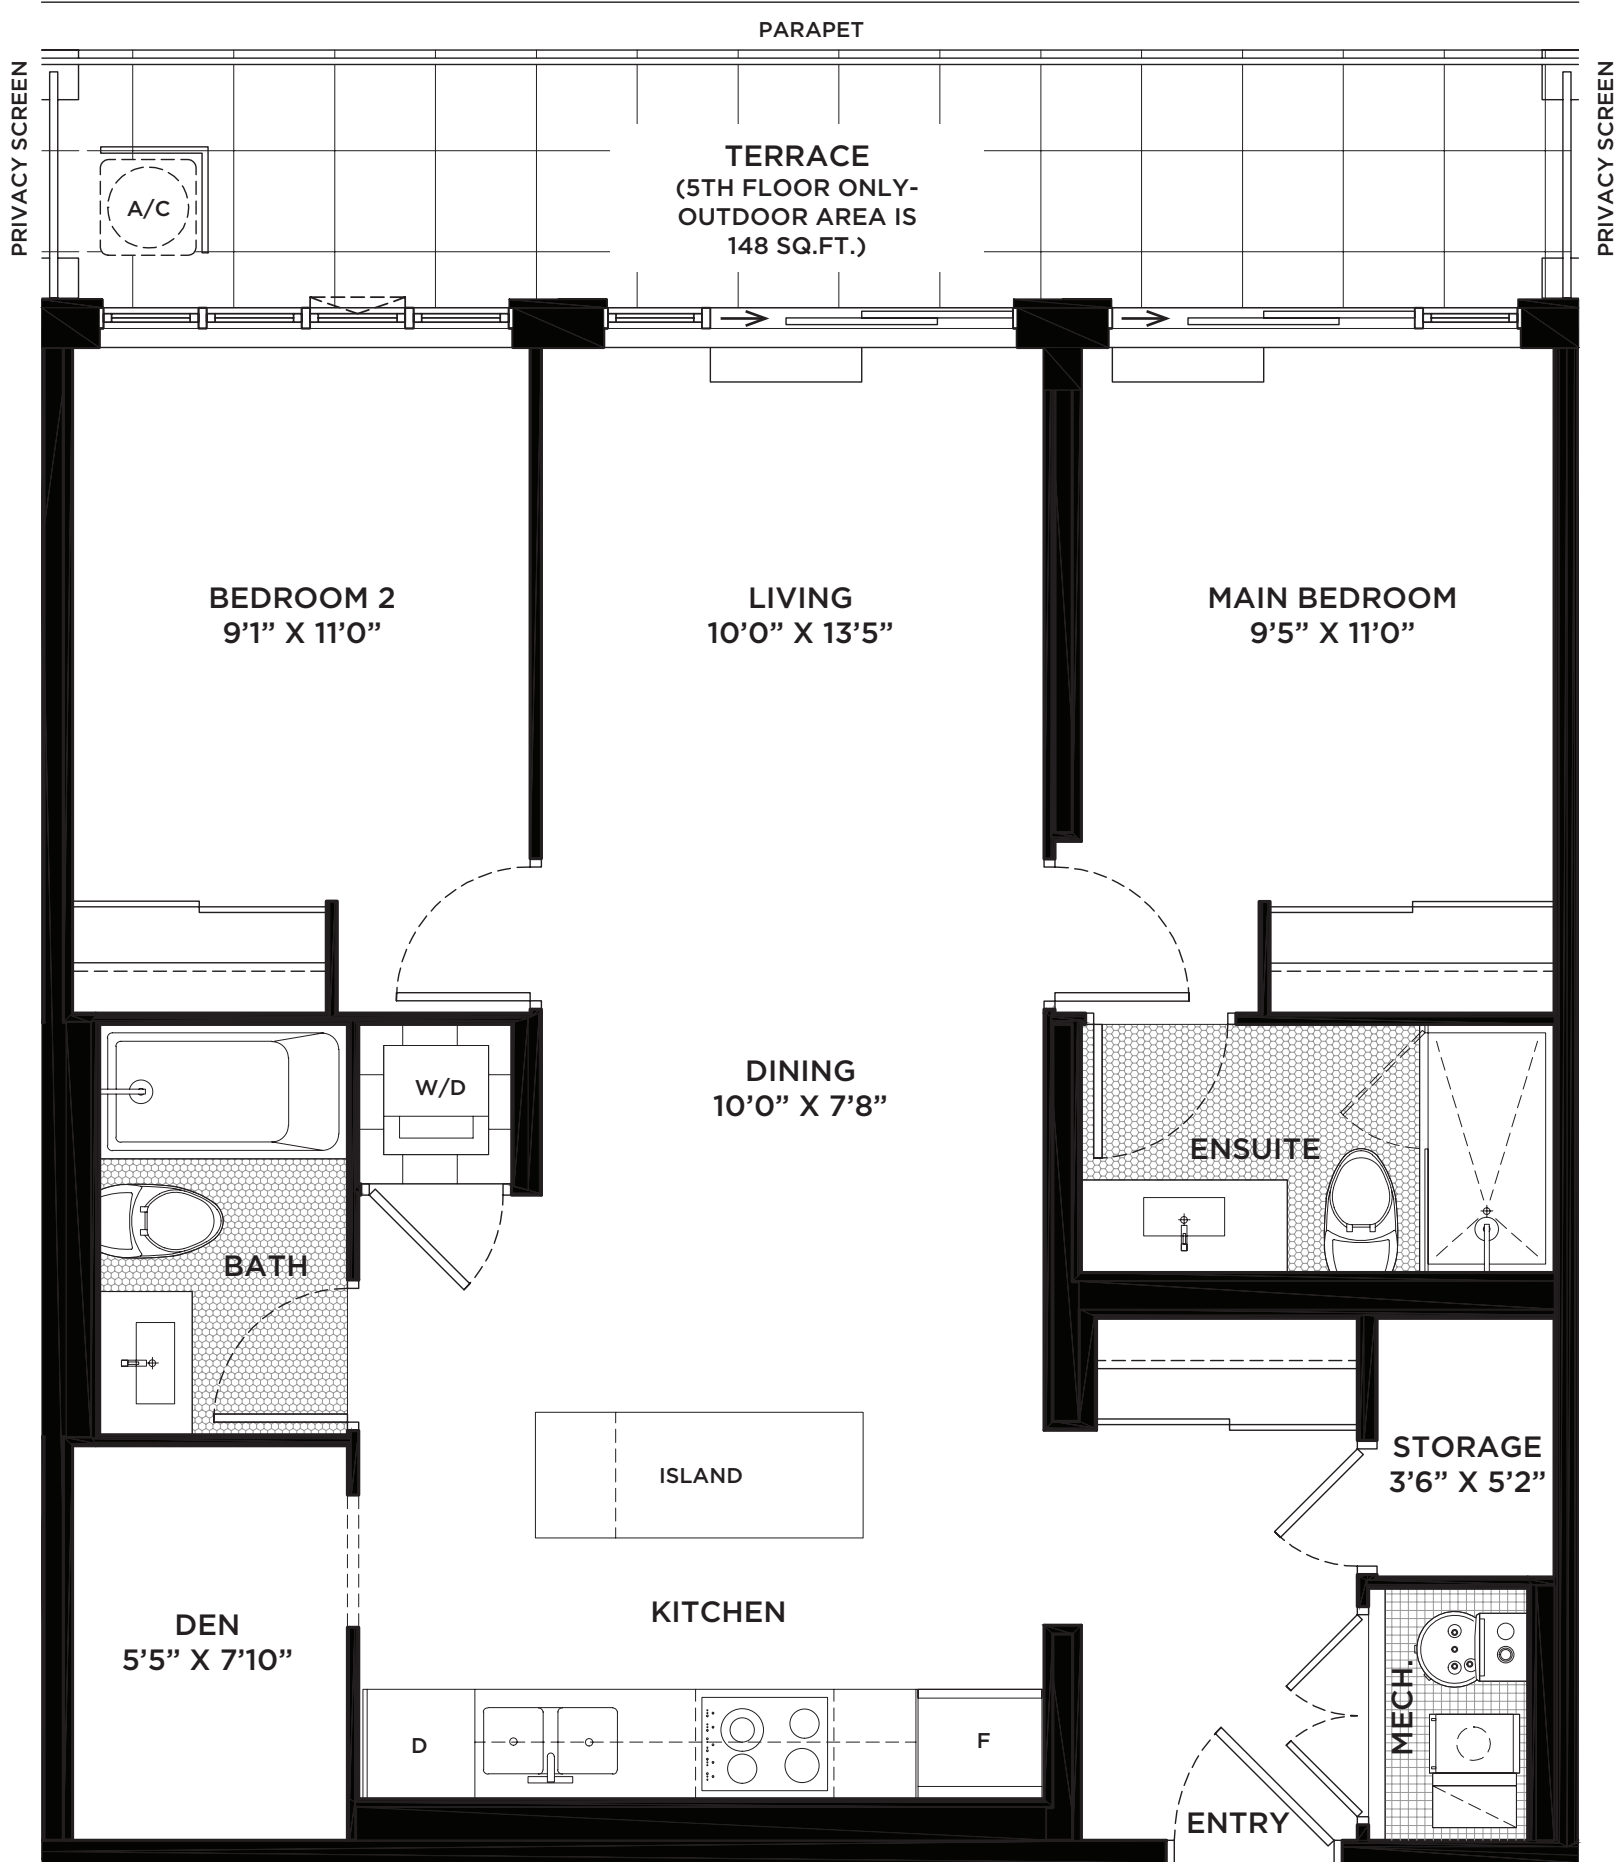 PARAPET
PRIVACY SCREEN
PRIVACY SCREEN
TERRACE
(5TH FLOOR ONLY-
OUTDOOR AREA IS
148 SQ.FT.)
A/C
BEDROOM 2
9'1” X 11'0”
LIVING
10'0” X 13'5”
MAIN BEDROOM
9'5” X 11'0”
W/D
DINING
10'0” X 7'8”
ENSUITE
BATH
ISLAND
STORAGE
3'6” X 5'2”
KITCHEN
DEN
5'5” X 7'10”
MECH.
D
F
ENTRY